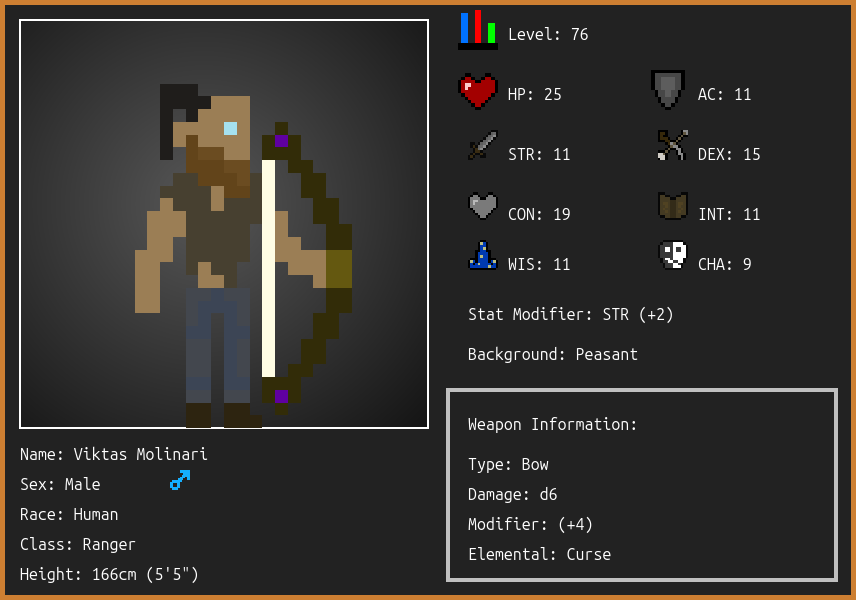 Level: 76
HP: 25
AC: 11
STR: 11
DEX: 15
CON: 19
INT: 11
WIS: 11
CHA: 9
Stat Modifier: STR (+2)
Background: Peasant
Weapon Information:
Type: Bow
Damage: d6
Modifier: (+4)
Elemental: Curse
Name: Viktas Molinari
Sex: Male
Race: Human
Class: Ranger
Height: 166cm (5'5")